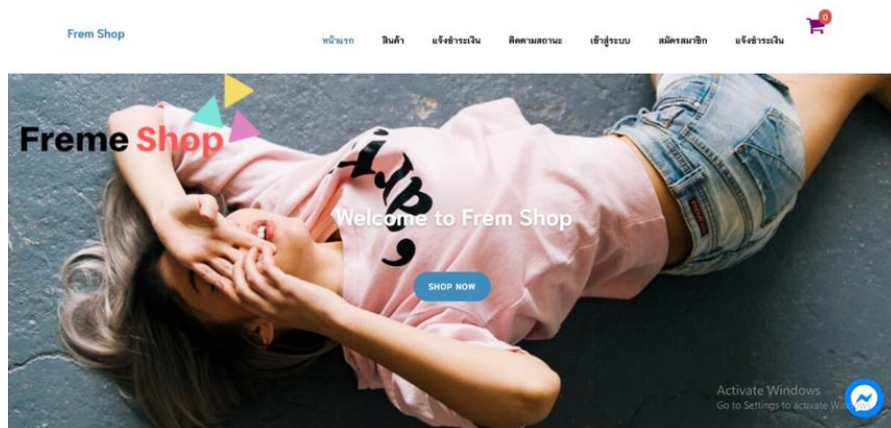 Frem Shop
หน้าแรก สินค้า แจ้งชำระเงิน ติดตามสถานะ เข้าสู่ระบบ สมัครสมาชิก แจ้งชำระเงิน 0
Freme Shop
Welcome to Frem Shop
SHOP NOW
Activate Windows
Go to Settings to activate